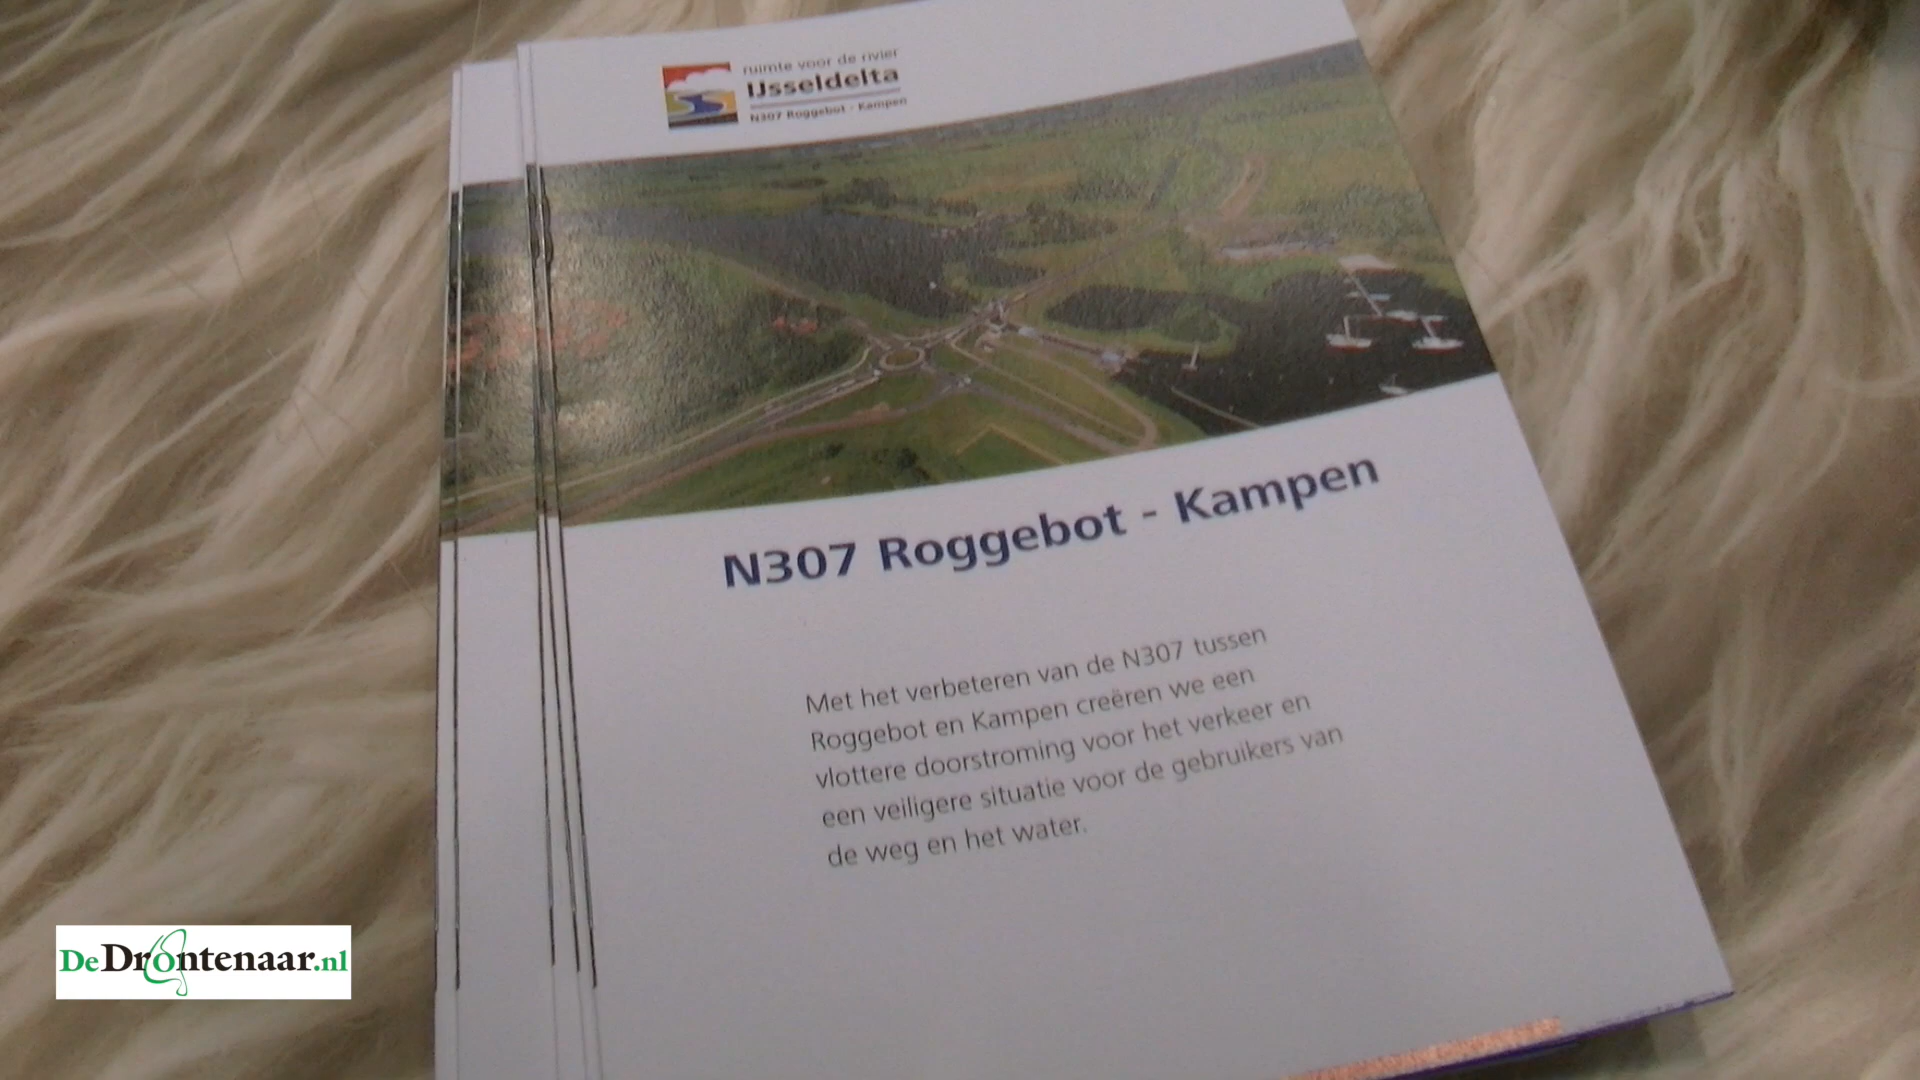 ruimte voor de rivier
IJsseldelta
N307 Roggebot - Kampen
N307 Roggebot - Kampen
Met het verbeteren van de N307 tussen
Roggebot en Kampen creëren we een
vlottere doorstroming voor het verkeer en
een veiligere situatie voor de gebruikers van
de weg en het water.
DeDrontenaar.nl